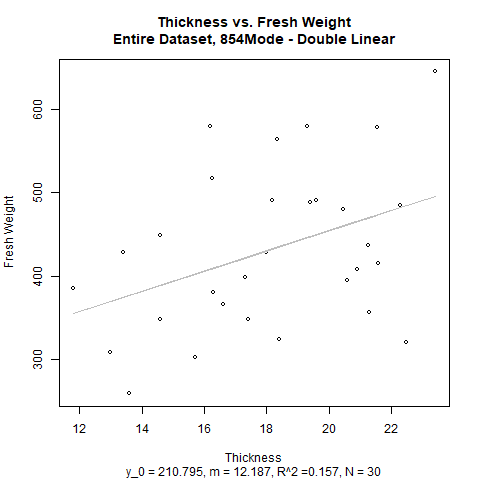 Thickness vs. Fresh Weight
Entire Dataset, 854Mode - Double Linear
Fresh Weight
600
500
400
300
12 14 16 18 20 22
Thickness
y_0 = 210.795, m = 12.187, R^2 =0.157, N = 30